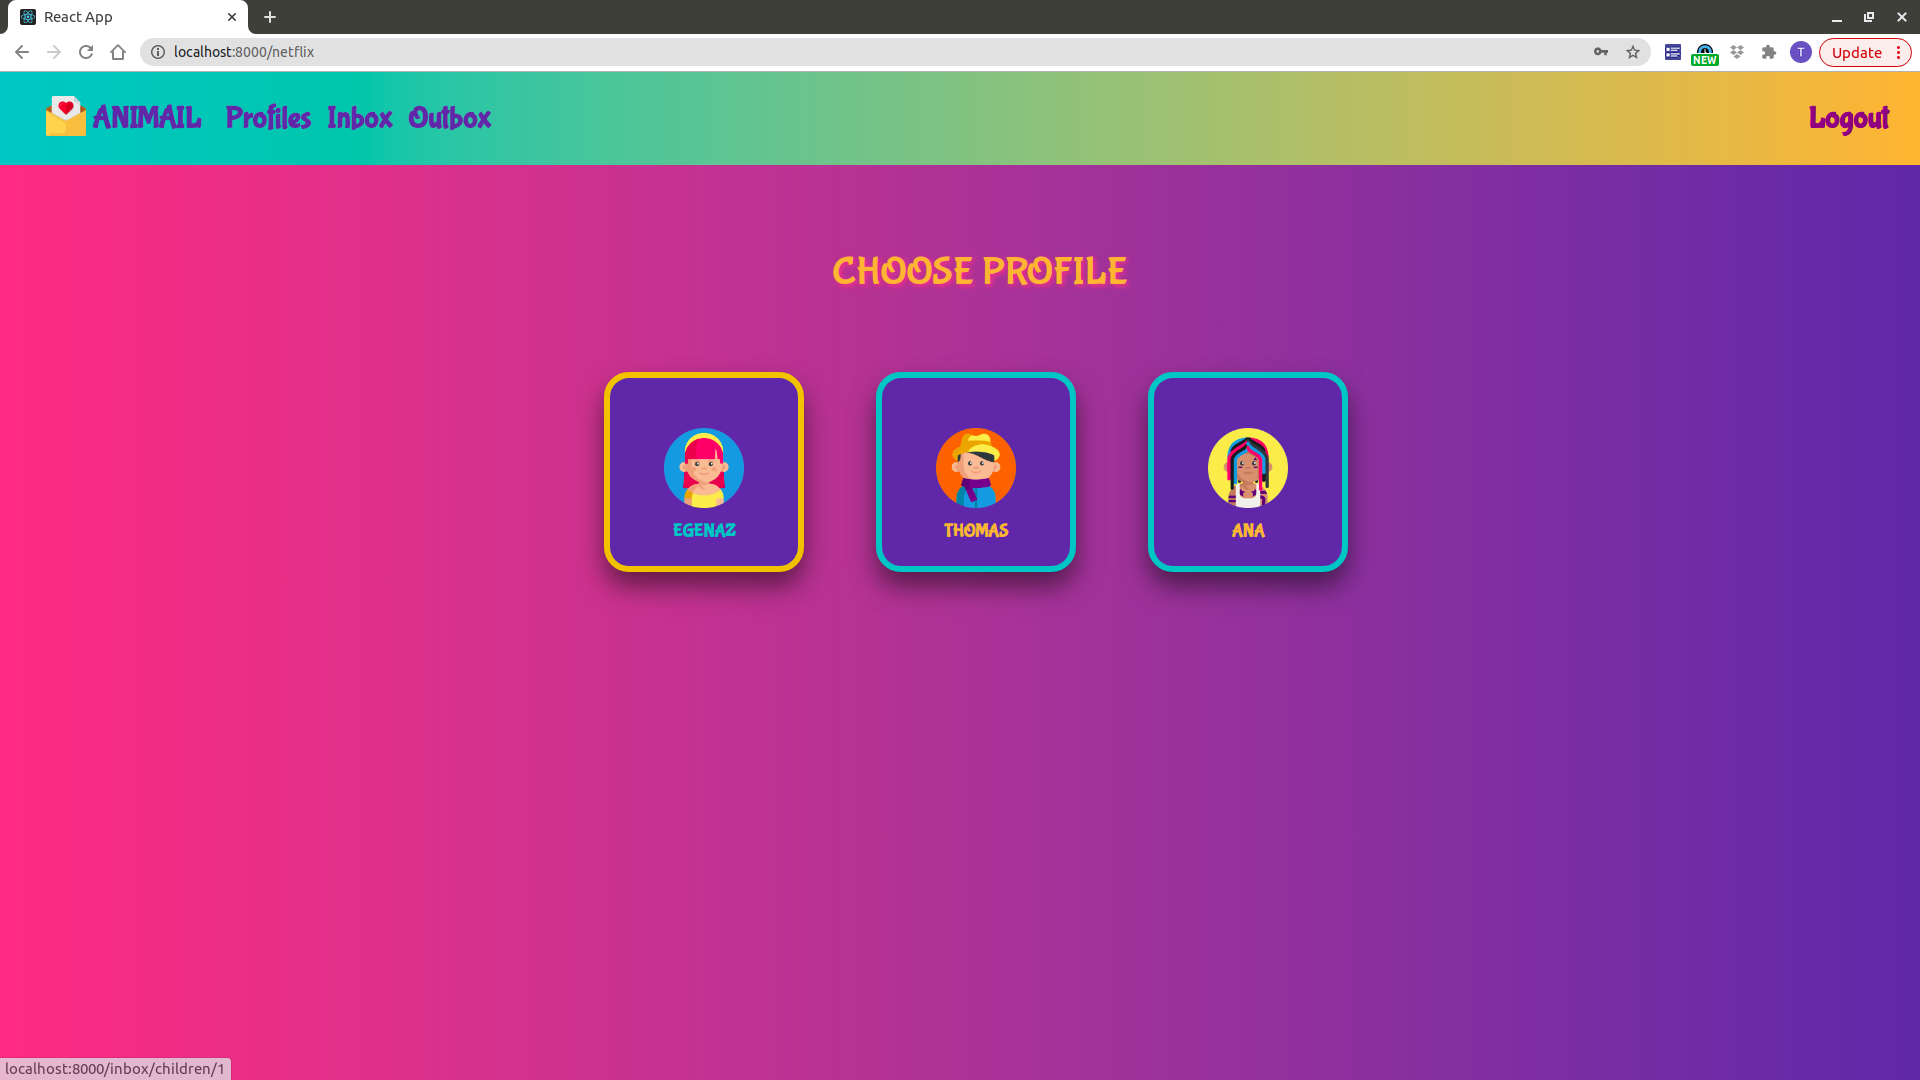 React App
localhost:8000/netflix
NEW
T
Update
ANIMAIL Profiles Inbox Outbox
Logout
CHOOSE PROFILE
EGENAZ
THOMAS
ANA
localhost:8000/inbox/children/1